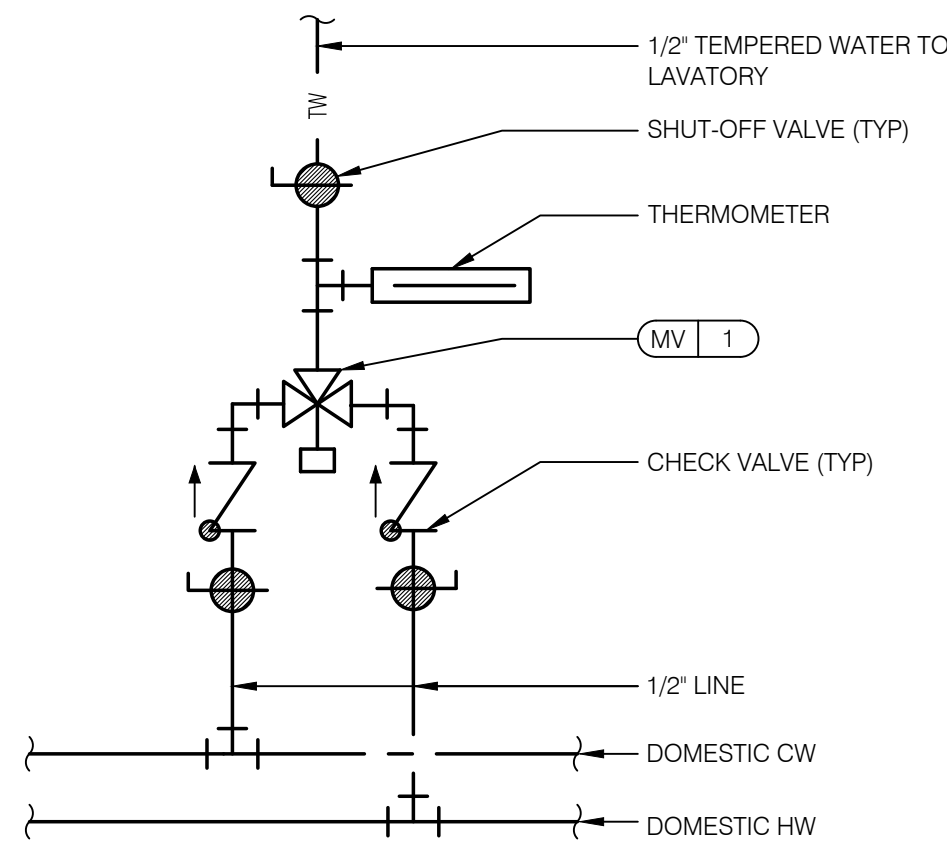 1/2" TEMPERED WATER TO
LAVATORY
TW
SHUT-OFF VALVE (TYP)
THERMOMETER
MV 1
CHECK VALVE (TYP)
1/2" LINE
DOMESTIC CW
DOMESTIC HW